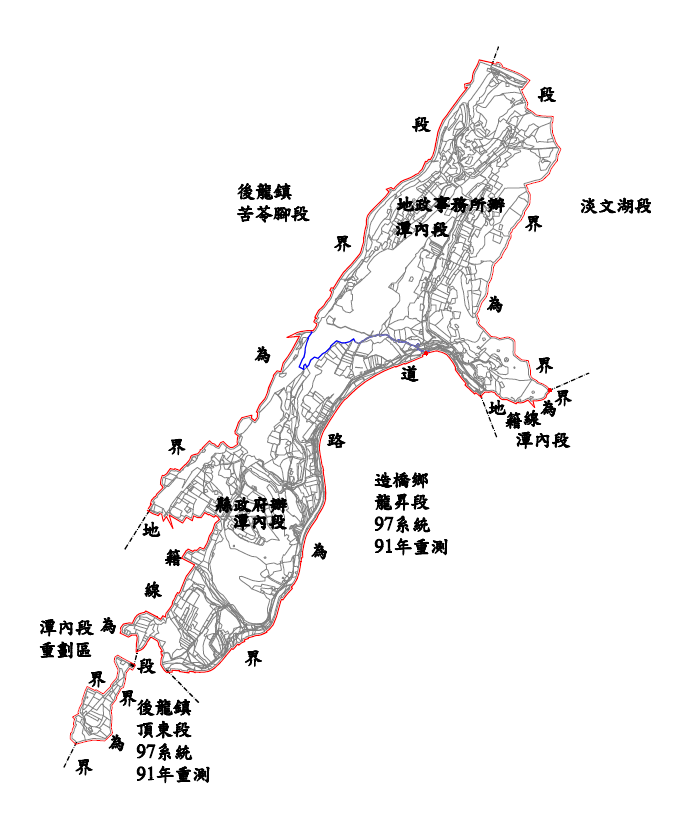 段
段
後龍鎮
苦苓腳段
地政事務所辦
潭內段
淡文湖段
界
界
為
為
界
道
界
地
為
籍線
潭內段
路
界
造橋鄉
龍昇段
97系統
91年重測
縣政府辦
潭內段
地
為
籍
線
潭內段
重劃區
為
界
段
界
界
後龍鎮
頂東段
97系統
91年重測
為
界